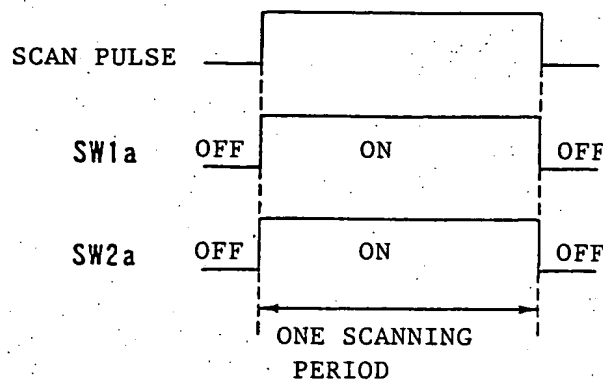 SCAN PULSE
SW1a OFF ON OFF
SW2a OFF ON OFF
ONE SCANNING
PERIOD